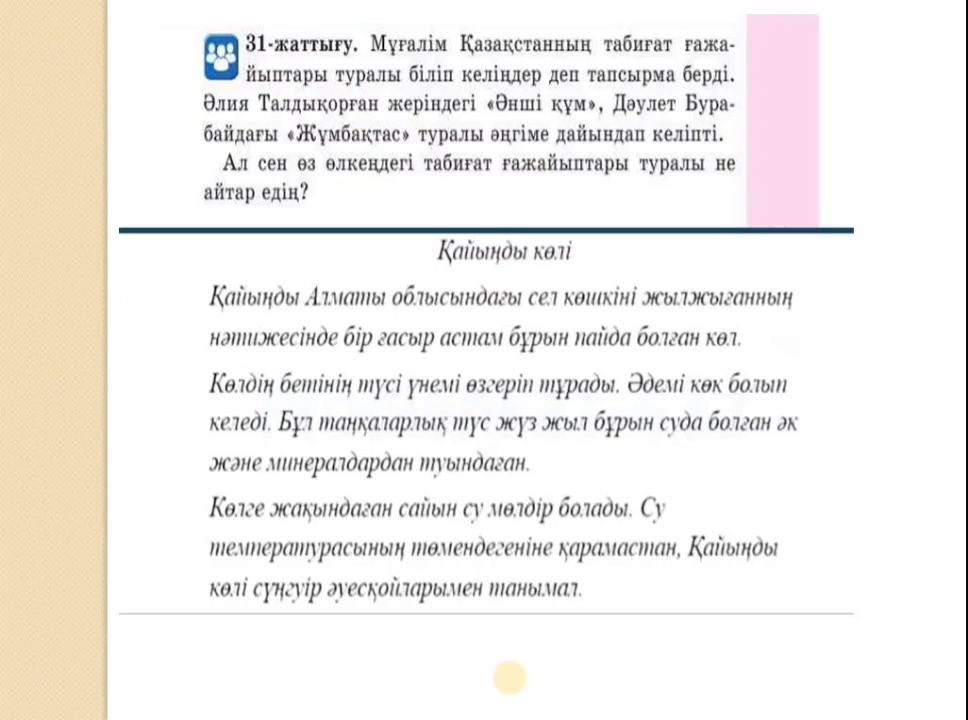 31-жаттығу. Мұғалім Қазақстанның табиғат ғажа-
йыптары туралы біліп келіңдер деп тапсырма берді.
Әлия Талдықорған жеріндегі «Әнші құм», Дәулет Бура-
байдағы «Жұмбақтас» туралы әңгіме дайындап келіпті.
Ал сен өз өлкеңдегі табиғат ғажайыптары туралы не
айтар едің?
Қайыңды көлі
Қайыңды Алматы облысындағы сел көшкіні жылжығанның
нәтижесінде бір ғасыр астам бұрын пайда болған көл.
Көлдің бетінің түсі үнемі өзгеріп тұрады. Әдемі көк болып
келеді. Бұл таңқаларлық түс жүз жыл бұрын суда болған әк
және минералдардан туындаған.
Көлге жақындаған сайын су мөлдір болады. Су
температурасының төмендегеніне қарамастан, Қайыңды
көлі сүңгуір әуесқойларымен танымал.